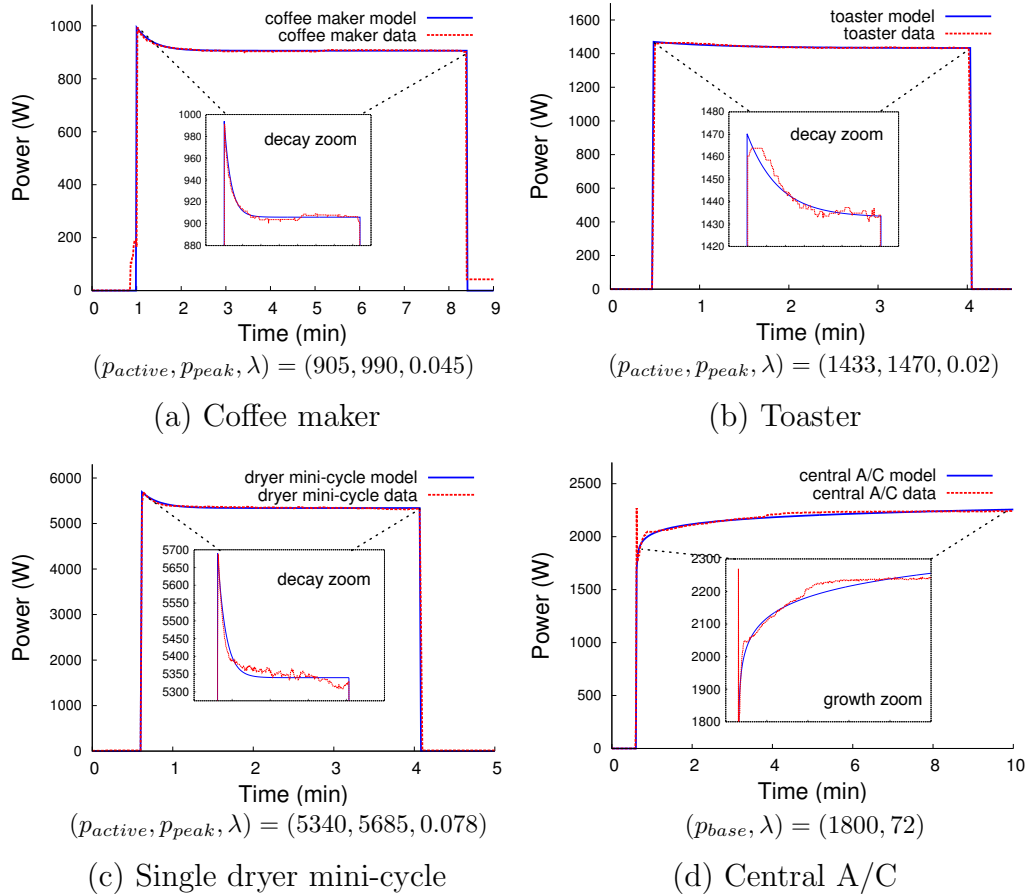 coffee maker model
coffee maker data
1000
800
600
400
200
0
Power (W)
decay zoom
1000
980
960
940
920
900
880
0 1 2 3 4 5 6 7 8 9
Time (min)
(p_active, p_peak, λ) = (905, 990, 0.045)
(a) Coffee maker
toaster model
toaster data
1600
1400
1200
1000
800
600
400
200
0
Power (W)
decay zoom
1480
1470
1460
1450
1440
1430
1420
0 1 2 3 4
Time (min)
(p_active, p_peak, λ) = (1433, 1470, 0.02)
(b) Toaster
dryer mini-cycle model
dryer mini-cycle data
6000
5000
4000
3000
2000
1000
0
Power (W)
decay zoom
5700
5650
5600
5550
5500
5450
5400
5350
5300
0 1 2 3 4 5
Time (min)
(p_active, p_peak, λ) = (5340, 5685, 0.078)
(c) Single dryer mini-cycle
central A/C model
central A/C data
2500
2000
1500
1000
500
0
Power (W)
2300
2200
2100
2000
1900
1800
growth zoom
0 2 4 6 8 10
Time (min)
(p_base, λ) = (1800, 72)
(d) Central A/C